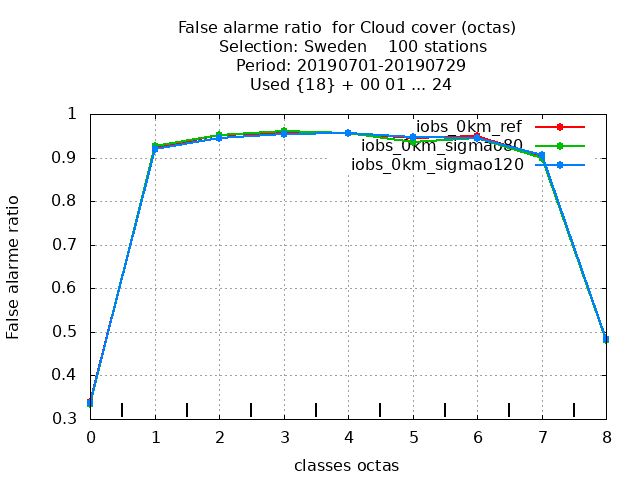 False alarme ratio  for Cloud cover (octas)
Selection: Sweden    100 stations
Period: 20190701-20190729
Used {18} + 00 01 ... 24
iobs_0km_ref
iobs_0km_sigmao80
iobs_0km_sigmao120
False alarme ratio
1
0.9
0.8
0.7
0.6
0.5
0.4
0.3
0 1 2 3 4 5 6 7 8
classes octas